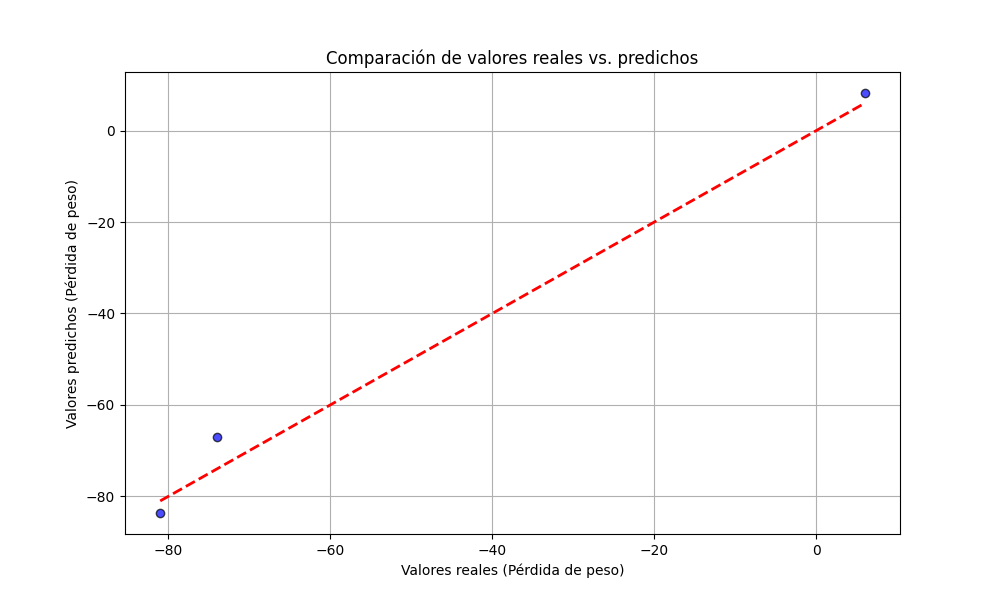 Comparación de valores reales vs. predichos
Valores predichos (Pérdida de peso)
0
−20
−40
−60
−80
−80 −60 −40 −20 0
Valores reales (Pérdida de peso)